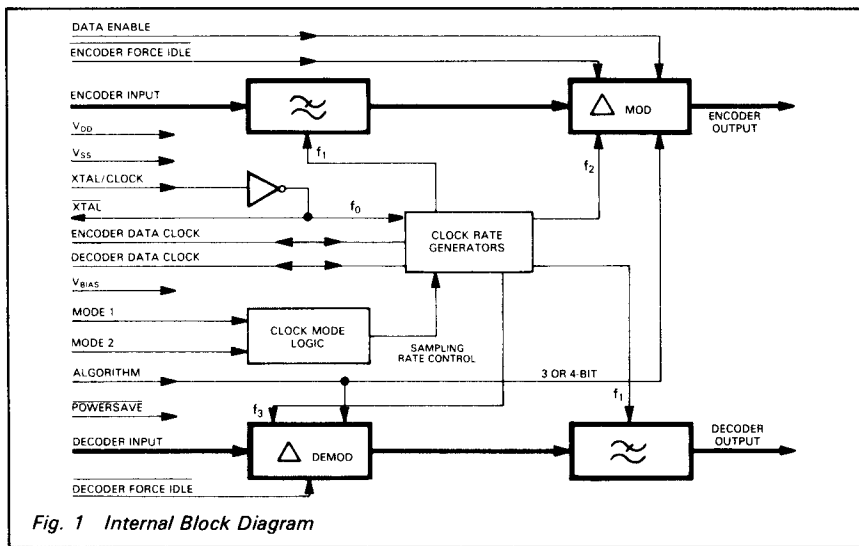 DATA ENABLE
ENCODER FORCE IDLE
ENCODER INPUT
Δ MOD
ENCODER
OUTPUT
VDD
VSS
f1
f2
XTAL/CLOCK
XTAL
f0
CLOCK RATE
GENERATORS
ENCODER DATA CLOCK
DECODER DATA CLOCK
VBIAS
MODE 1
MODE 2
CLOCK MODE
LOGIC
SAMPLING
RATE CONTROL
ALGORITHM
3 OR 4-BIT
POWERSAVE
f3
f1
DECODER INPUT
Δ DEMOD
DECODER
OUTPUT
DECODER FORCE IDLE
Fig. 1 Internal Block Diagram